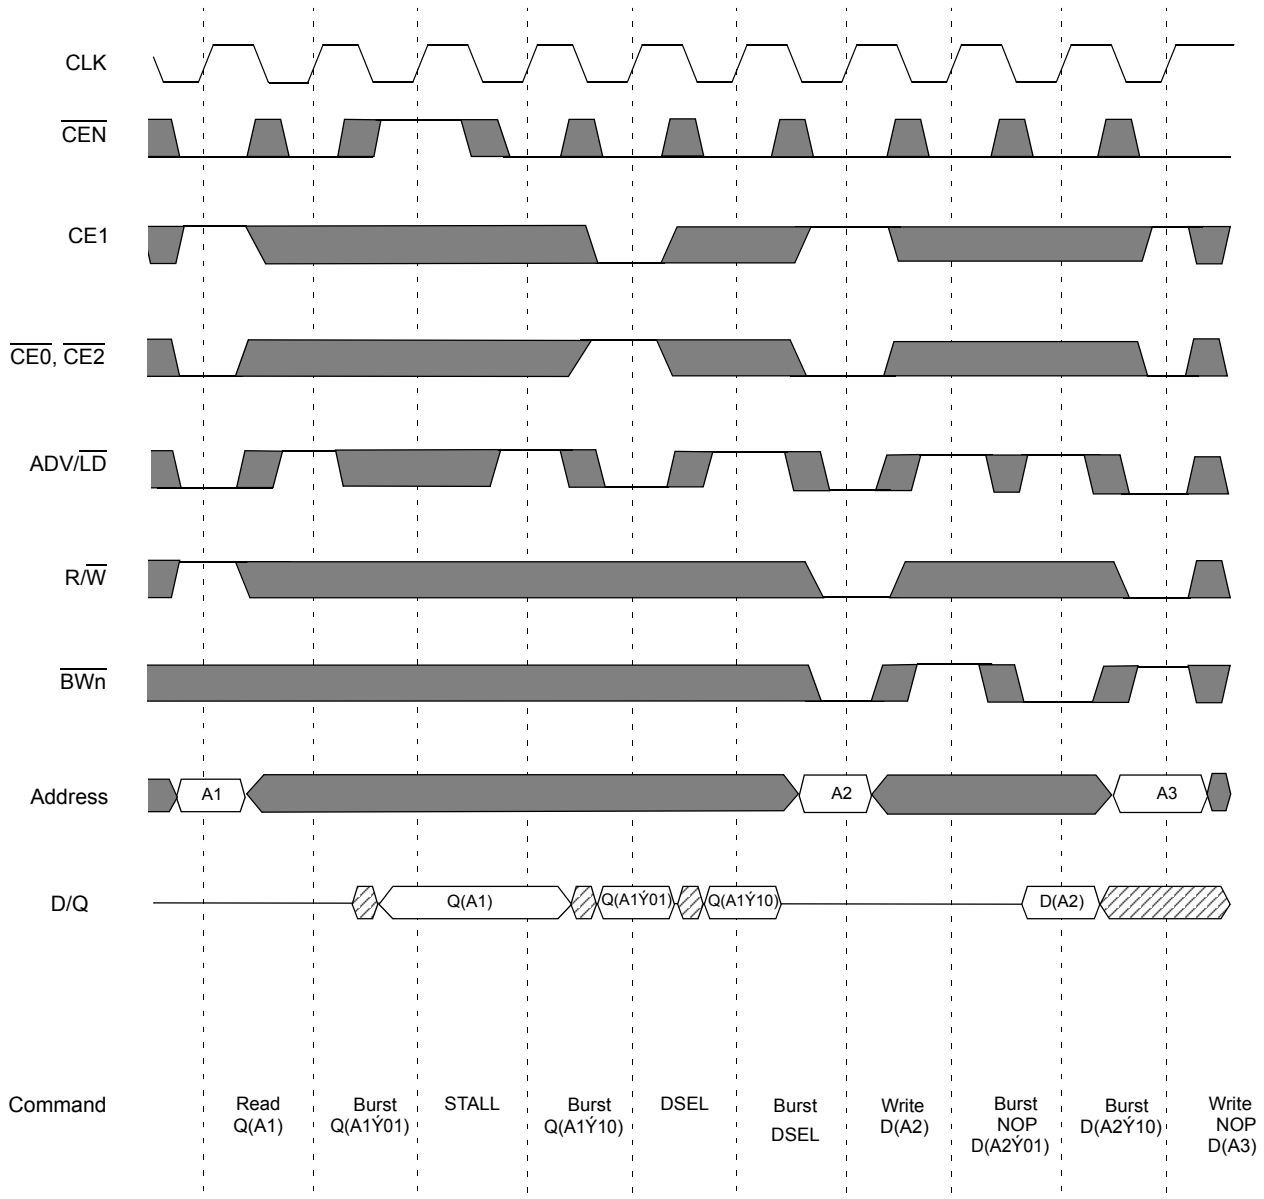 CLK
CEN
CE1
CE0, CE2
ADV/LD
R/W
BWn
Address A1 A2 A3
D/Q Q(A1) Q(A1Ý01) Q(A1Ý10) D(A2)
Command
Read
Q(A1)
Burst
Q(A1Ý01)
STALL
Burst
Q(A1Ý10)
DSEL
Burst
DSEL
Write
D(A2)
Burst
NOP
D(A2Ý01)
Burst
D(A2Ý10)
Write
NOP
D(A3)